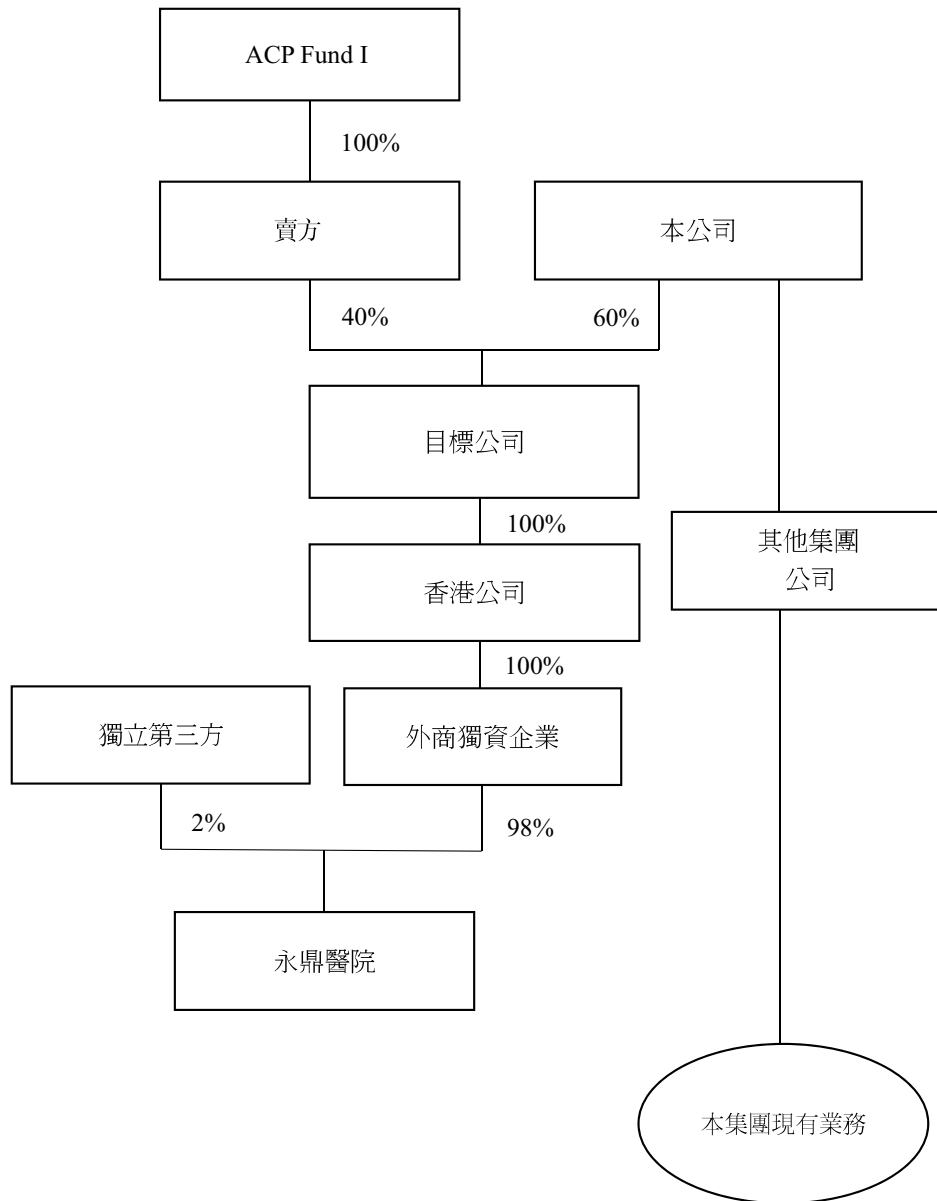 ACP Fund I
100%
賣方
本公司
40%
60%
目標公司
100%
其他集團
公司
香港公司
100%
獨立第三方
外商獨資企業
2%
98%
永鼎醫院
本集團現有業務